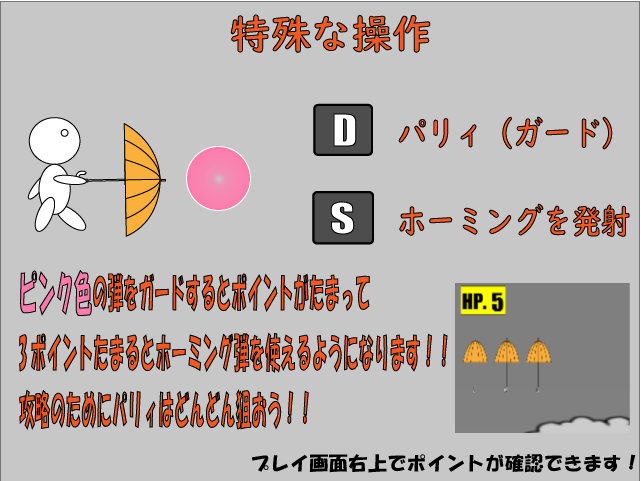 特殊な操作
D パリィ（ガード）
S ホーミングを発射
ピンク色の弾をガードするとポイントがたまって
3ポイントたまるとホーミング弾を使えるようになります！！
攻略のためにパリィはどんどん狙おう！！
HP.5
プレイ画面右上でポイントが確認できます！